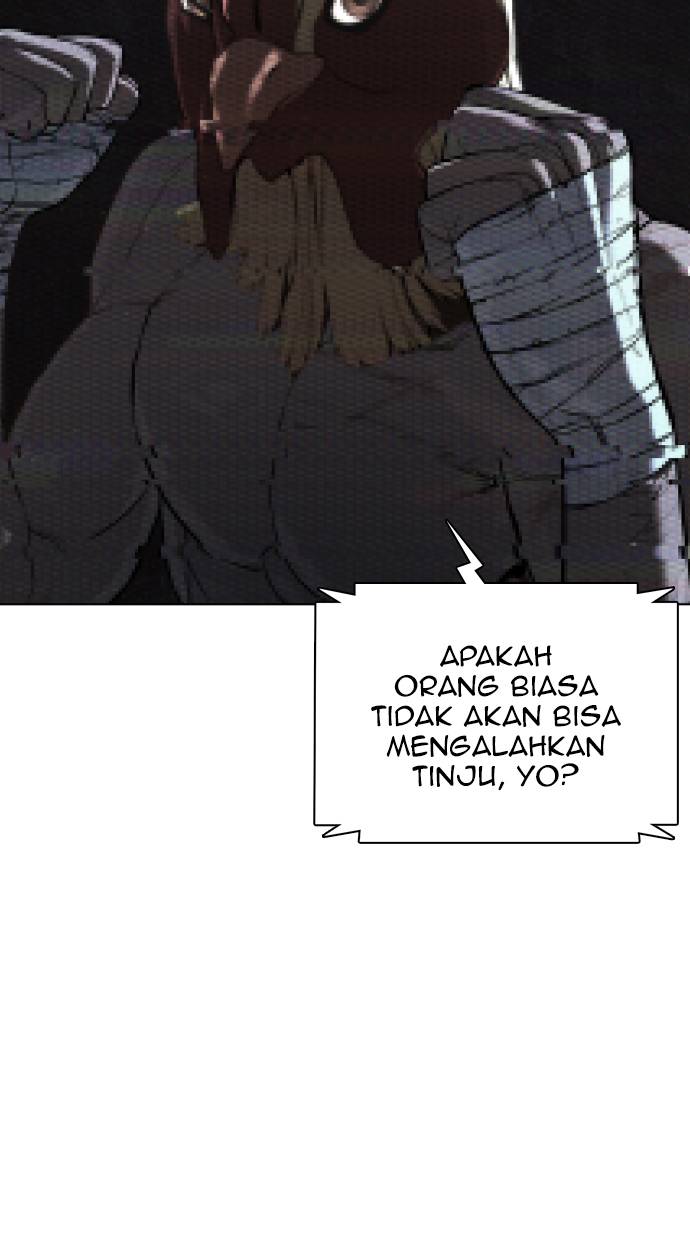 APAKAH
ORANG BIASA
TIDAK AKAN BISA
MENGALAHKAN
TINJU, YO?